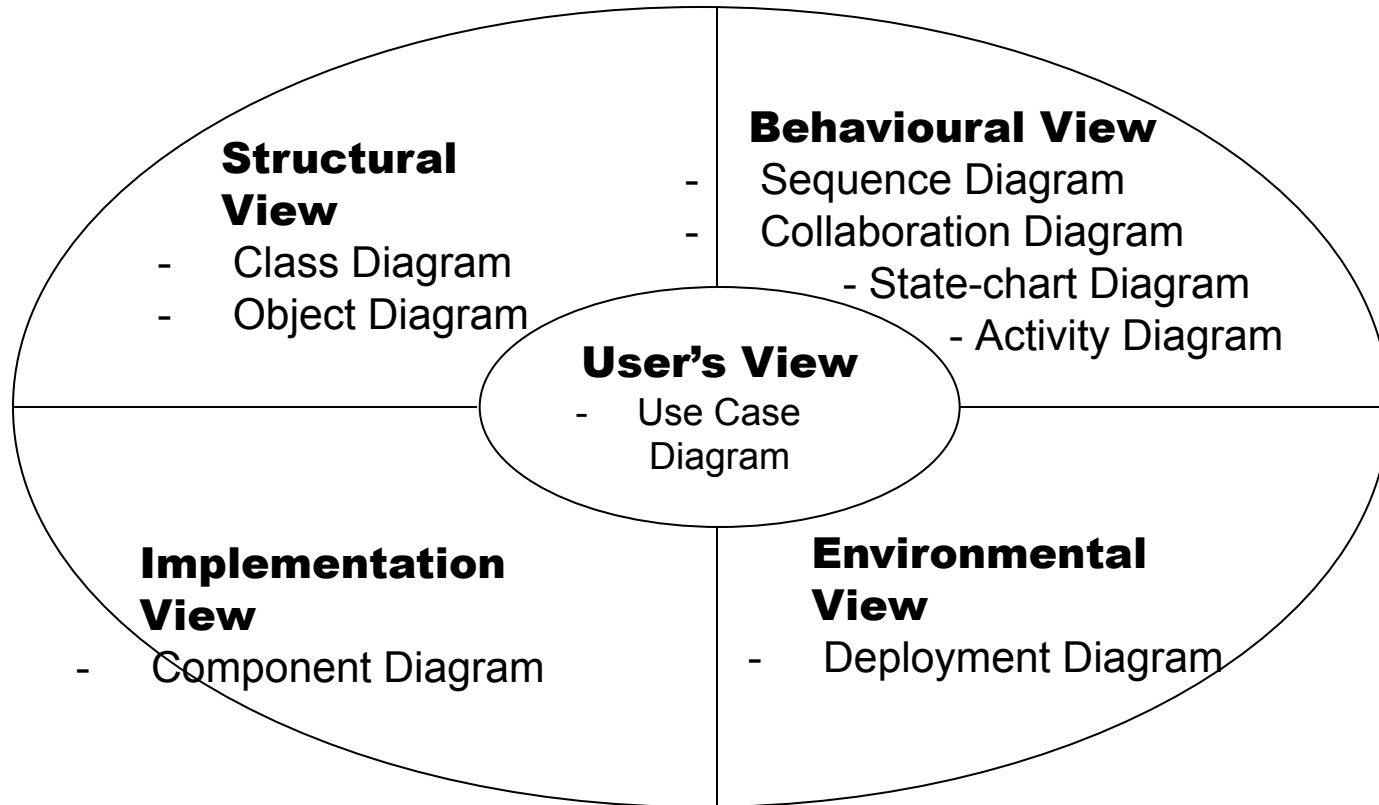 Structural
View
- Class Diagram
- Object Diagram
Behavioural View
- Sequence Diagram
- Collaboration Diagram
- State-chart Diagram
- Activity Diagram
User’s View
- Use Case
Diagram
Implementation
View
- Component Diagram
Environmental
View
- Deployment Diagram